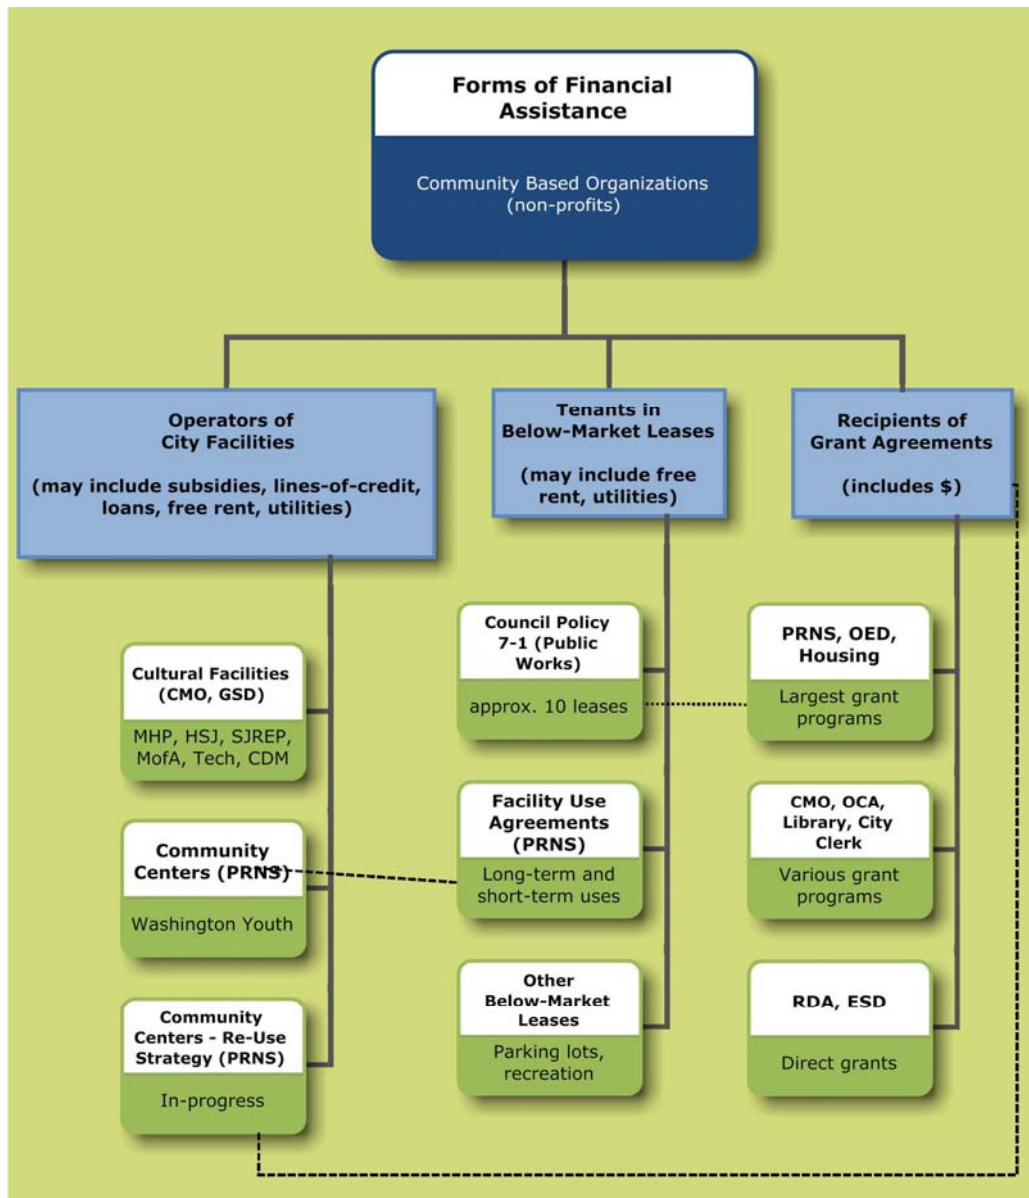 Forms of Financial
Assistance
Community Based Organizations
(non-profits)
Operators of
City Facilities
(may include subsidies, lines-of-credit,
loans, free rent, utilities)
Tenants in
Below-Market Leases
(may include free
rent, utilities)
Recipients of
Grant Agreements
(includes $)
Cultural Facilities
(CMO, GSD)
MHP, HSJ, SJREP,
MofA, Tech, CDM
Community
Centers (PRNS)
Washington Youth
Community
Centers - Re-Use
Strategy (PRNS)
In-progress
Council Policy
7-1 (Public
Works)
approx. 10 leases
Facility Use
Agreements
(PRNS)
Long-term and
short-term uses
Other
Below-Market
Leases
Parking lots,
recreation
PRNS, OED,
Housing
Largest grant
programs
CMO, OCA,
Library, City
Clerk
Various grant
programs
RDA, ESD
Direct grants